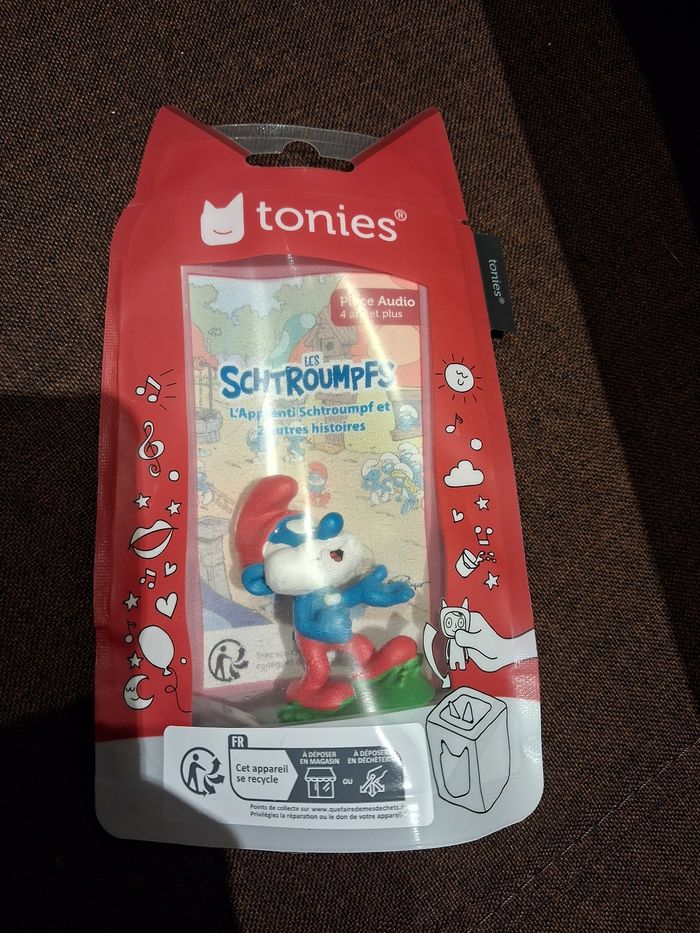 tonies®
tonies®
Pièce Audio
4 ans et plus
LES
SCHTROUMPFS
L'Apprenti Schtroumpf et
2 autres histoires
Triez
FR
Cet appareil
se recycle
À DÉPOSER
EN MAGASIN
OU
À DÉPOSER
EN DÉCHÈTERIE
Points de collecte sur www.quefairedemesdechets.fr
Privilégiez la réparation ou le don de votre appareil